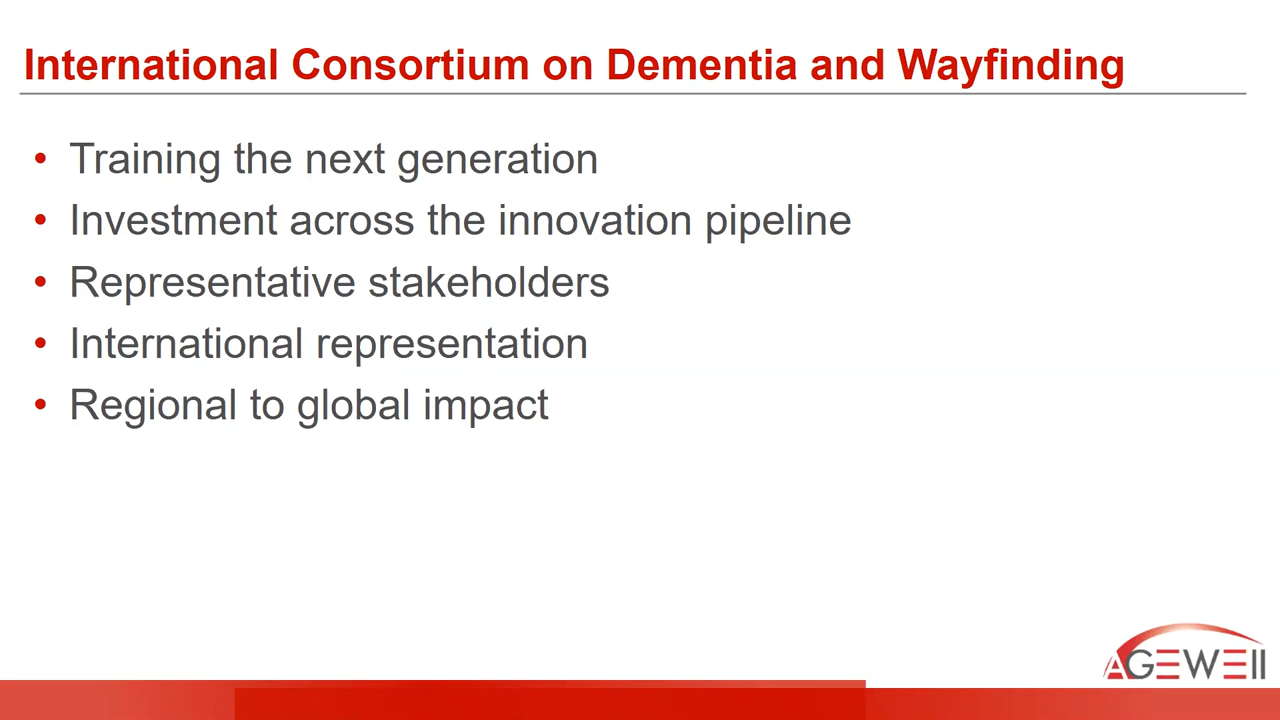 International Consortium on Dementia and Wayfinding
• Training the next generation
• Investment across the innovation pipeline
• Representative stakeholders
• International representation
• Regional to global impact
AGEWELL